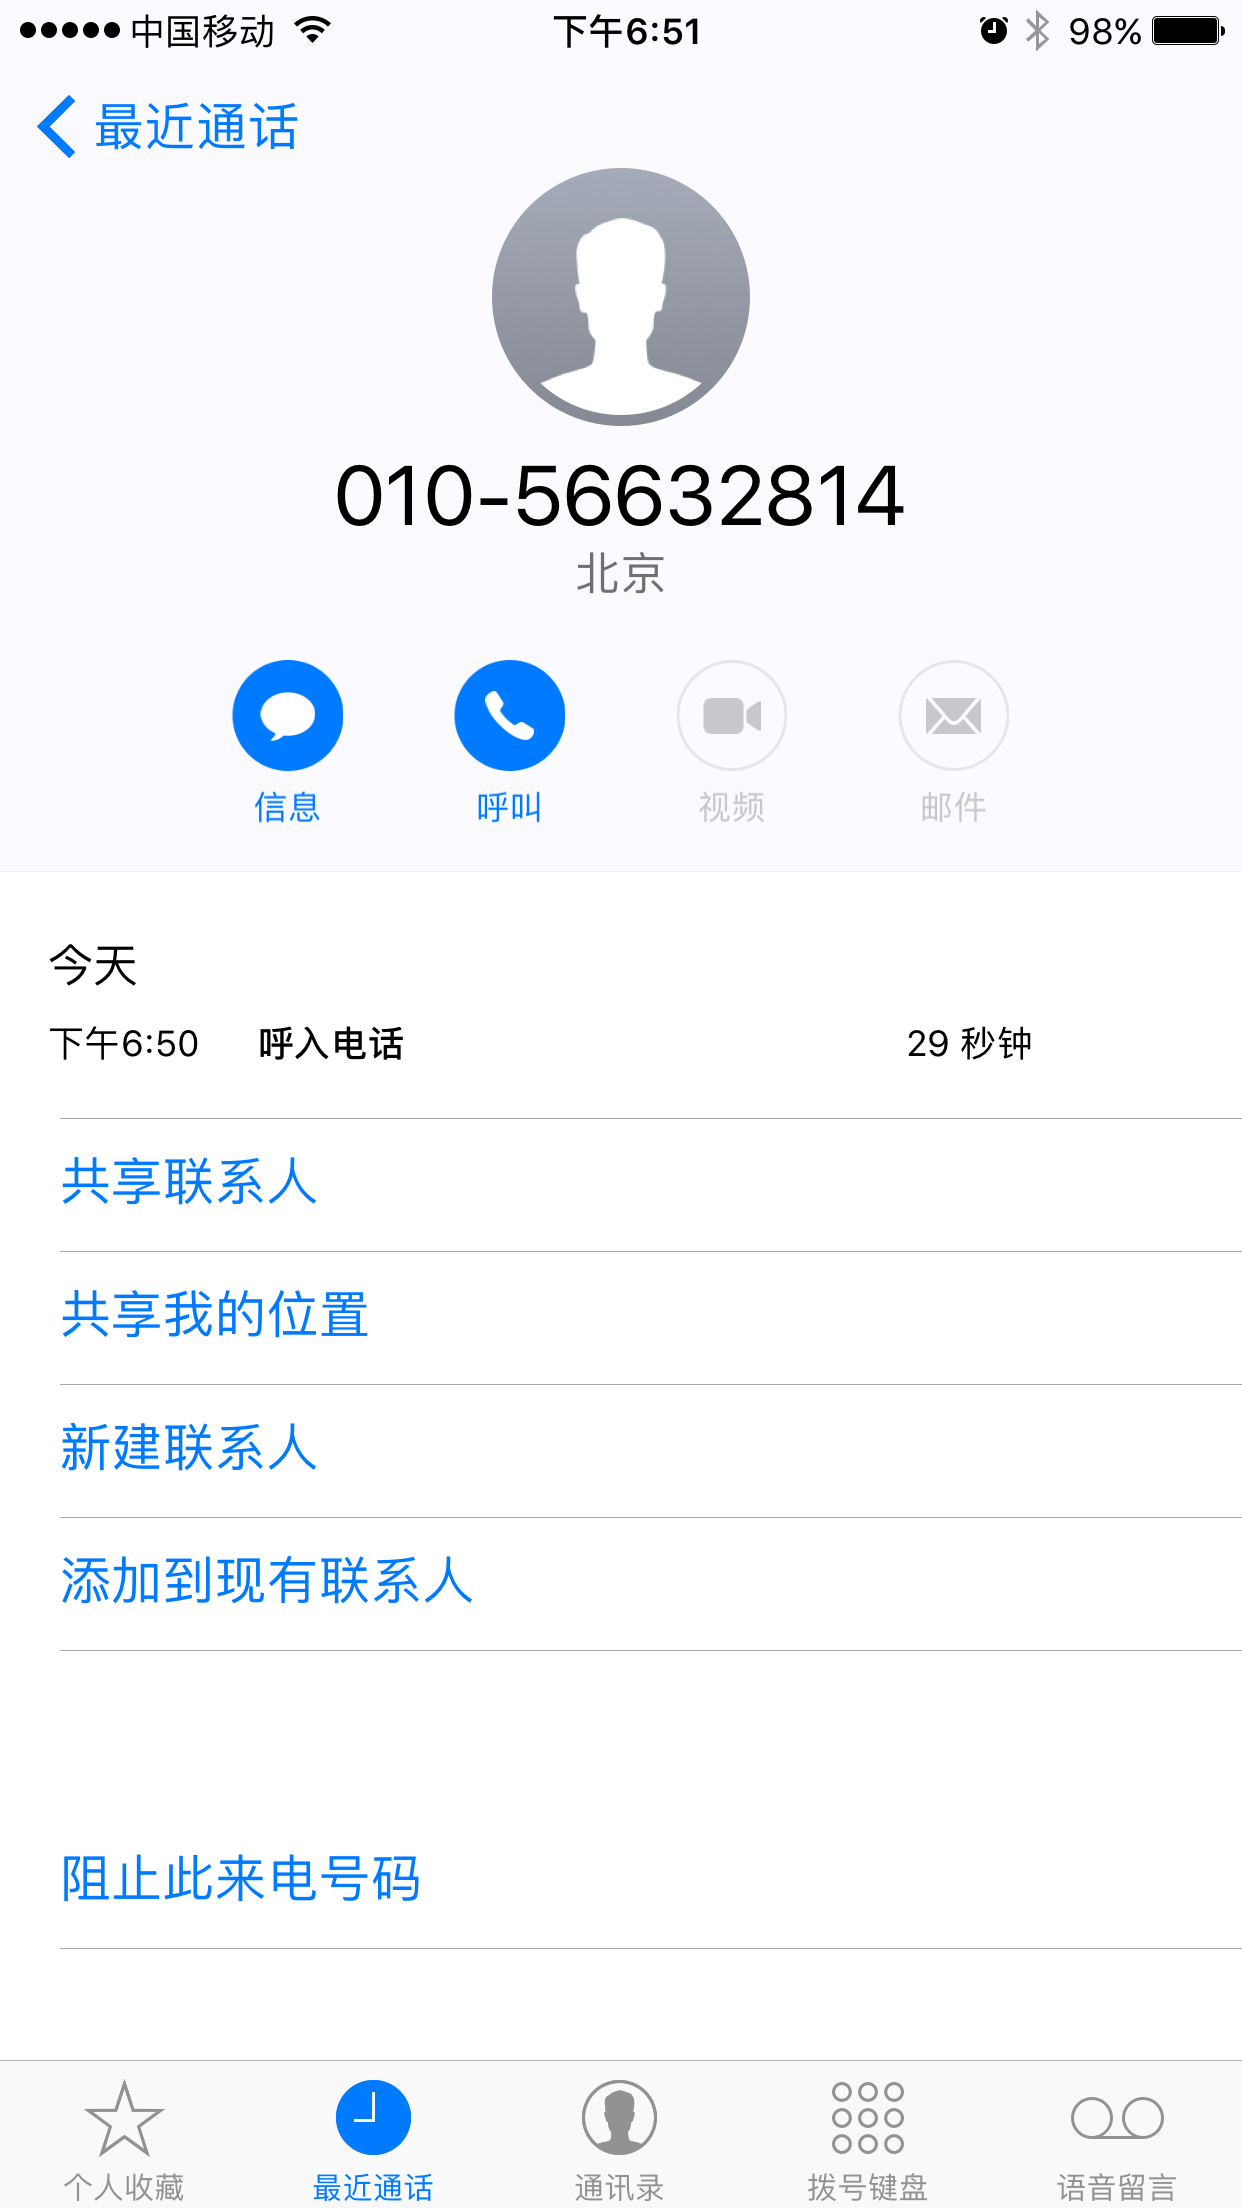 中国移动
下午6:51
98%
最近通话
010-56632814
北京
信息
呼叫
视频
邮件
今天
下午6:50 呼入电话 29 秒钟
共享联系人
共享我的位置
新建联系人
添加到现有联系人
阻止此来电号码
个人收藏
最近通话
通讯录
拨号键盘
语音留言